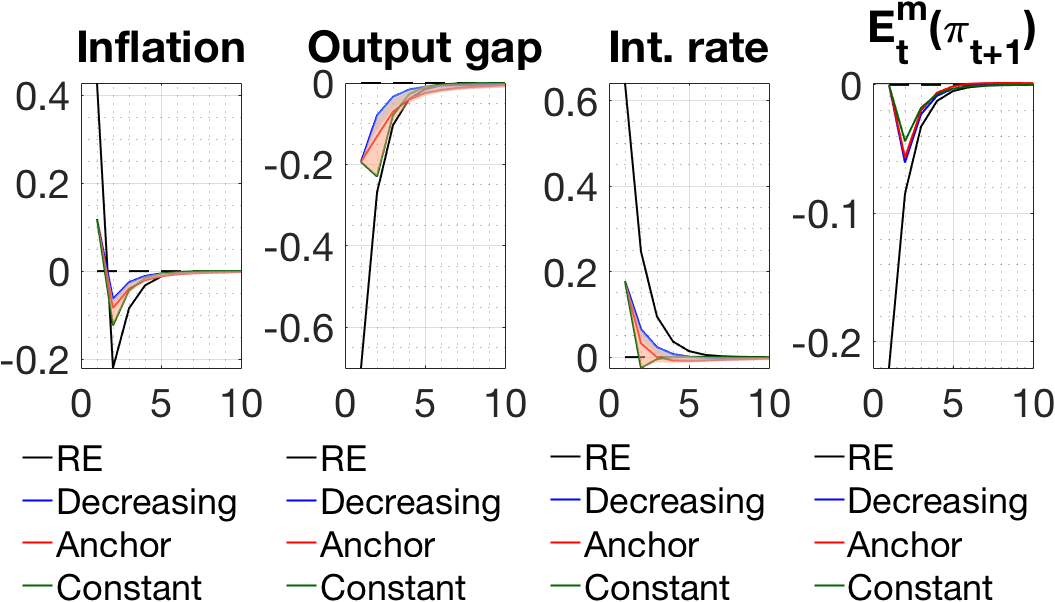 Inflation
0.4
0.2
0
-0.2
0 5 10
RE
Decreasing
Anchor
Constant
Output gap
0
-0.2
-0.4
-0.6
0 5 10
RE
Decreasing
Anchor
Constant
Int. rate
0.6
0.4
0.2
0
0 5 10
RE
Decreasing
Anchor
Constant
E_t^m(π_{t+1})
0
-0.1
-0.2
0 5 10
RE
Decreasing
Anchor
Constant